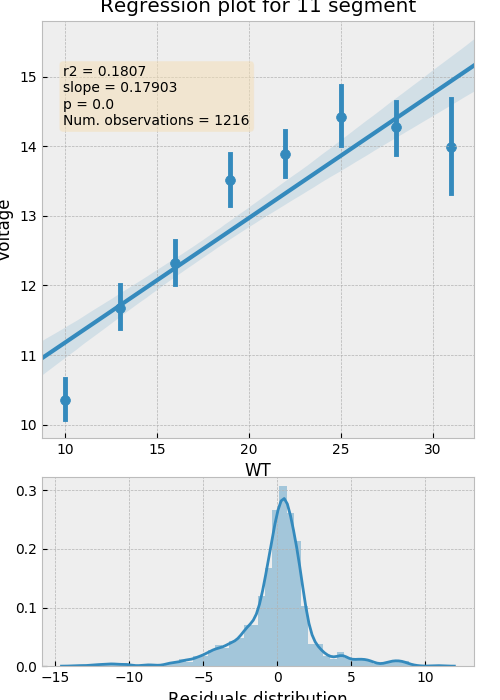 Regression plot for 11 segment
r2 = 0.1807
slope = 0.17903
p = 0.0
Num. observations = 1216
15
14
13
12
11
10
Voltage
10 15 20 25 30
WT
0.3
0.2
0.1
0.0
−15 −10 −5 0 5 10
Residuals distribution